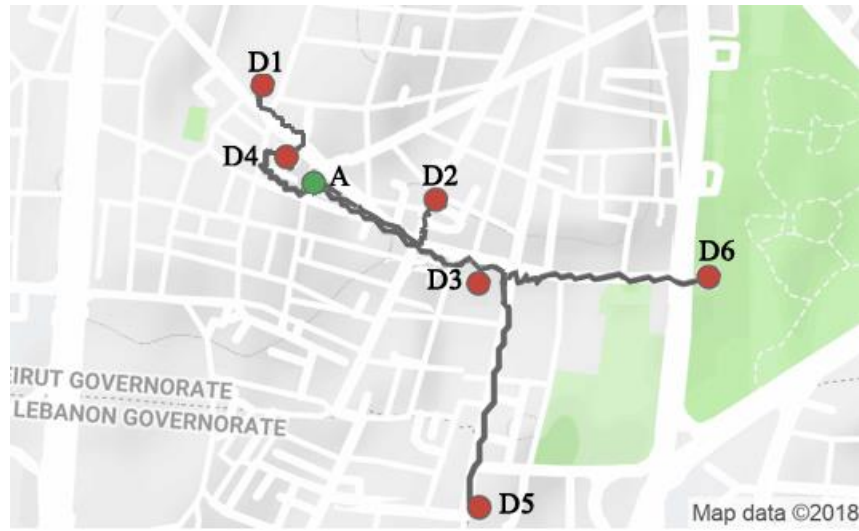 D1
D4
A
D2
D3
D6
EIRUT GOVERNORATE
LEBANON GOVERNORATE
D5
Map data ©2018